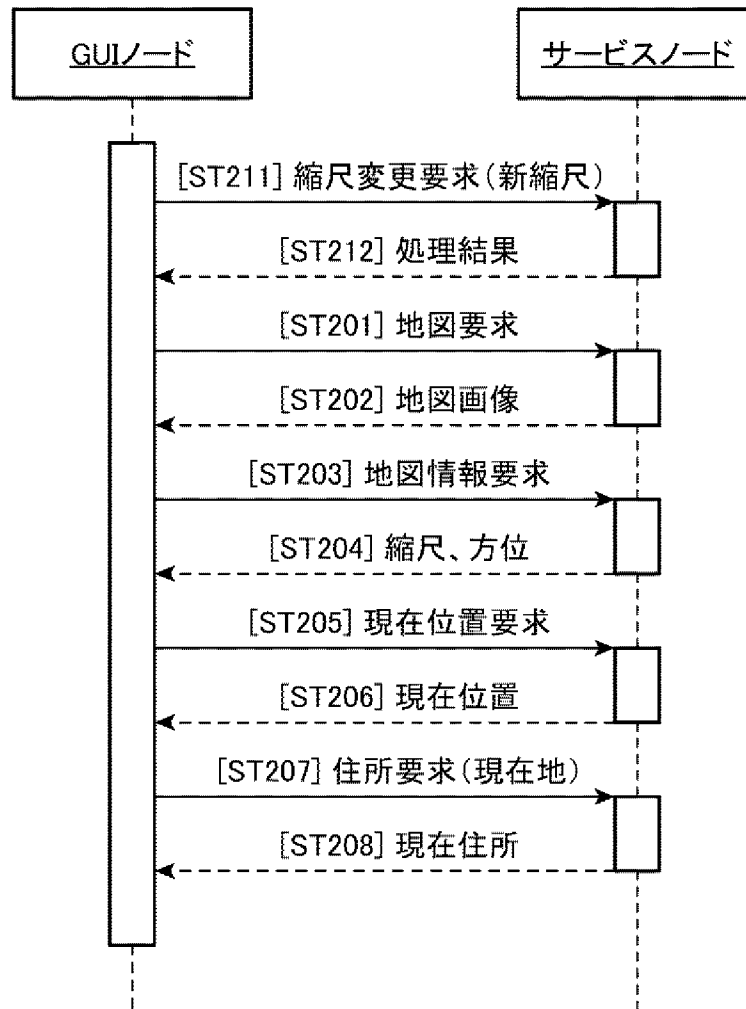 GUIノード
サービスノード
[ST211] 縮尺変更要求(新縮尺)
[ST212] 処理結果
[ST201] 地図要求
[ST202] 地図画像
[ST203] 地図情報要求
[ST204] 縮尺、方位
[ST205] 現在位置要求
[ST206] 現在位置
[ST207] 住所要求(現在地)
[ST208] 現在住所